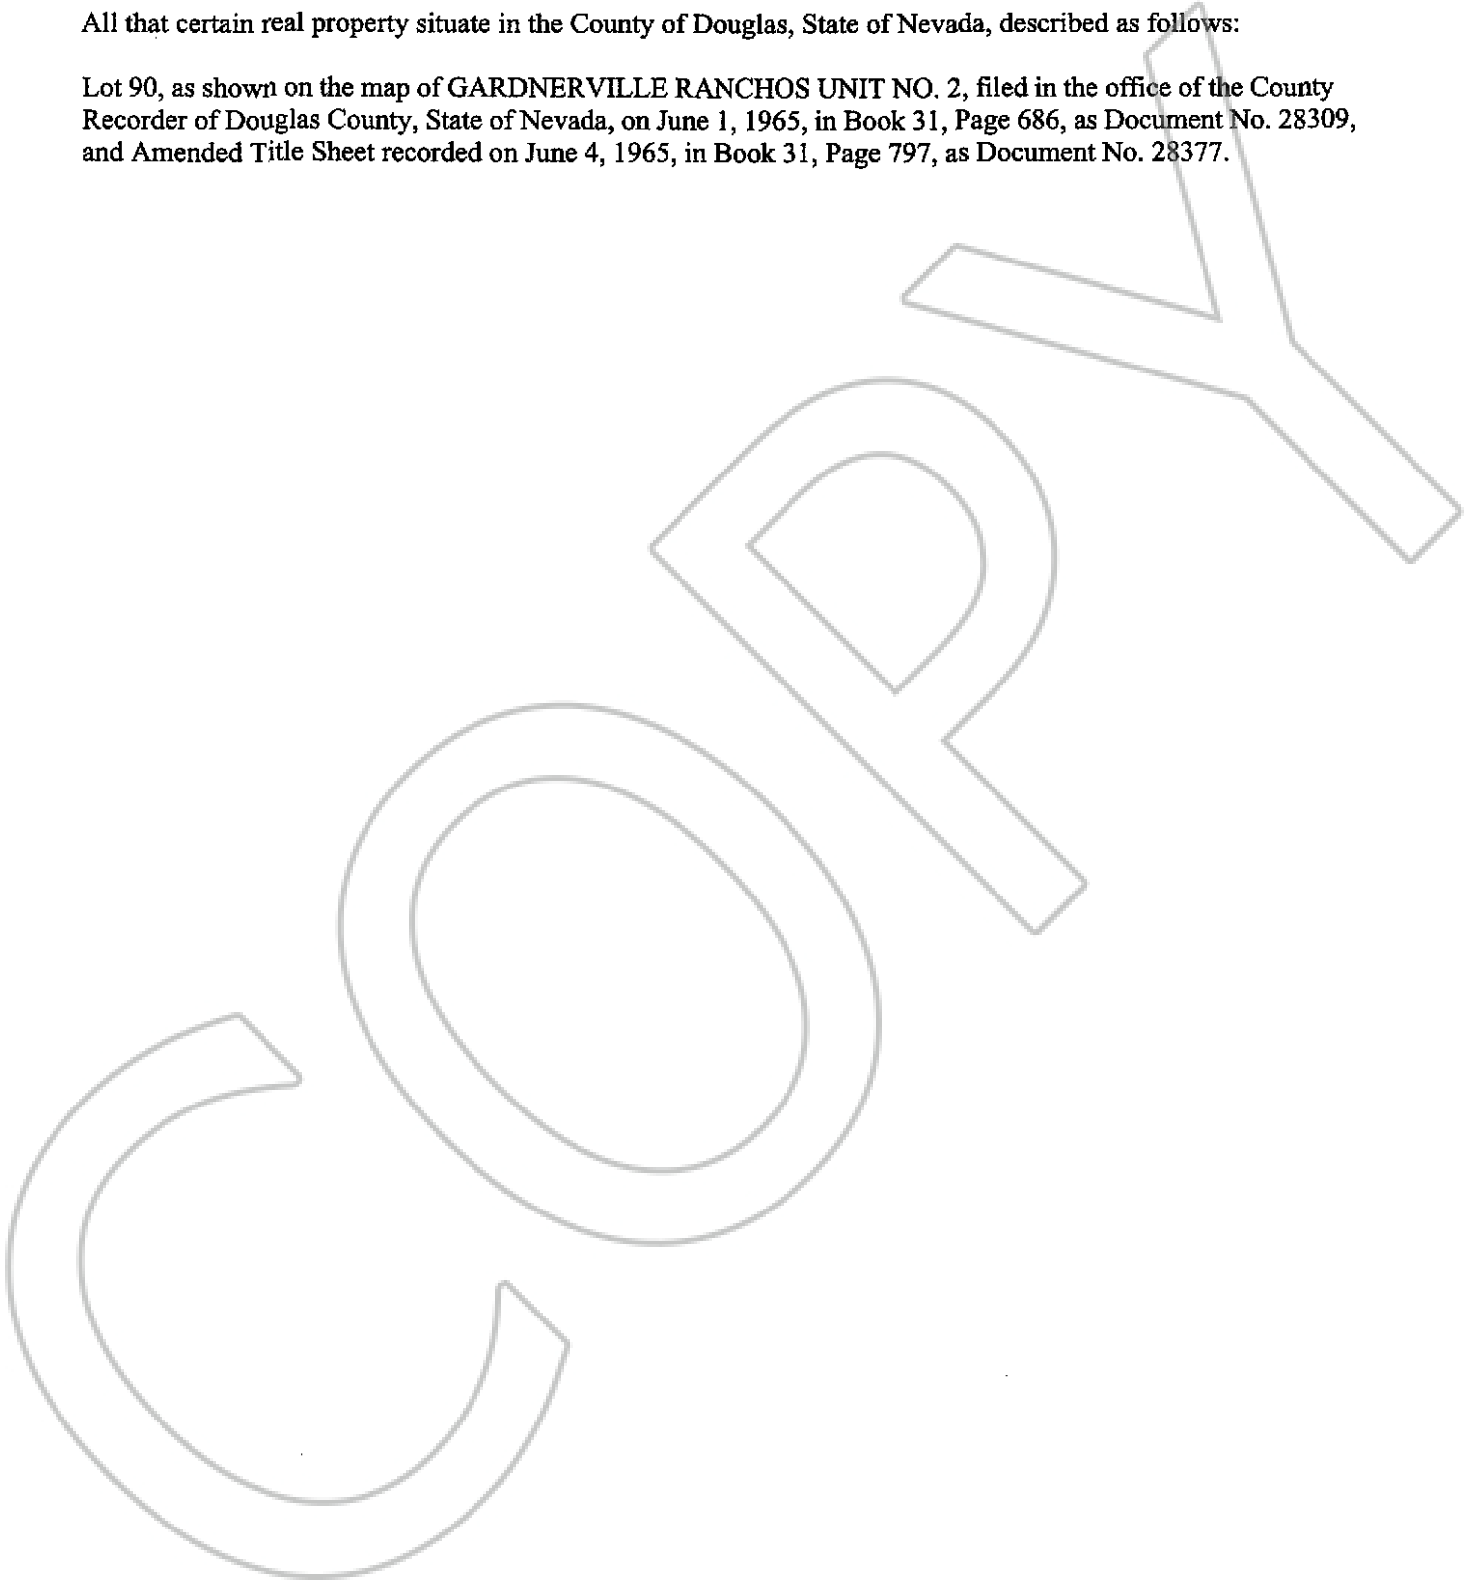 All that certain real property situate in the County of Douglas, State of Nevada, described as follows:
Lot 90, as shown on the map of GARDNERVILLE RANCHOS UNIT NO. 2, filed in the office of the County
Recorder of Douglas County, State of Nevada, on June 1, 1965, in Book 31, Page 686, as Document No. 28309,
and Amended Title Sheet recorded on June 4, 1965, in Book 31, Page 797, as Document No. 28377.
COPY